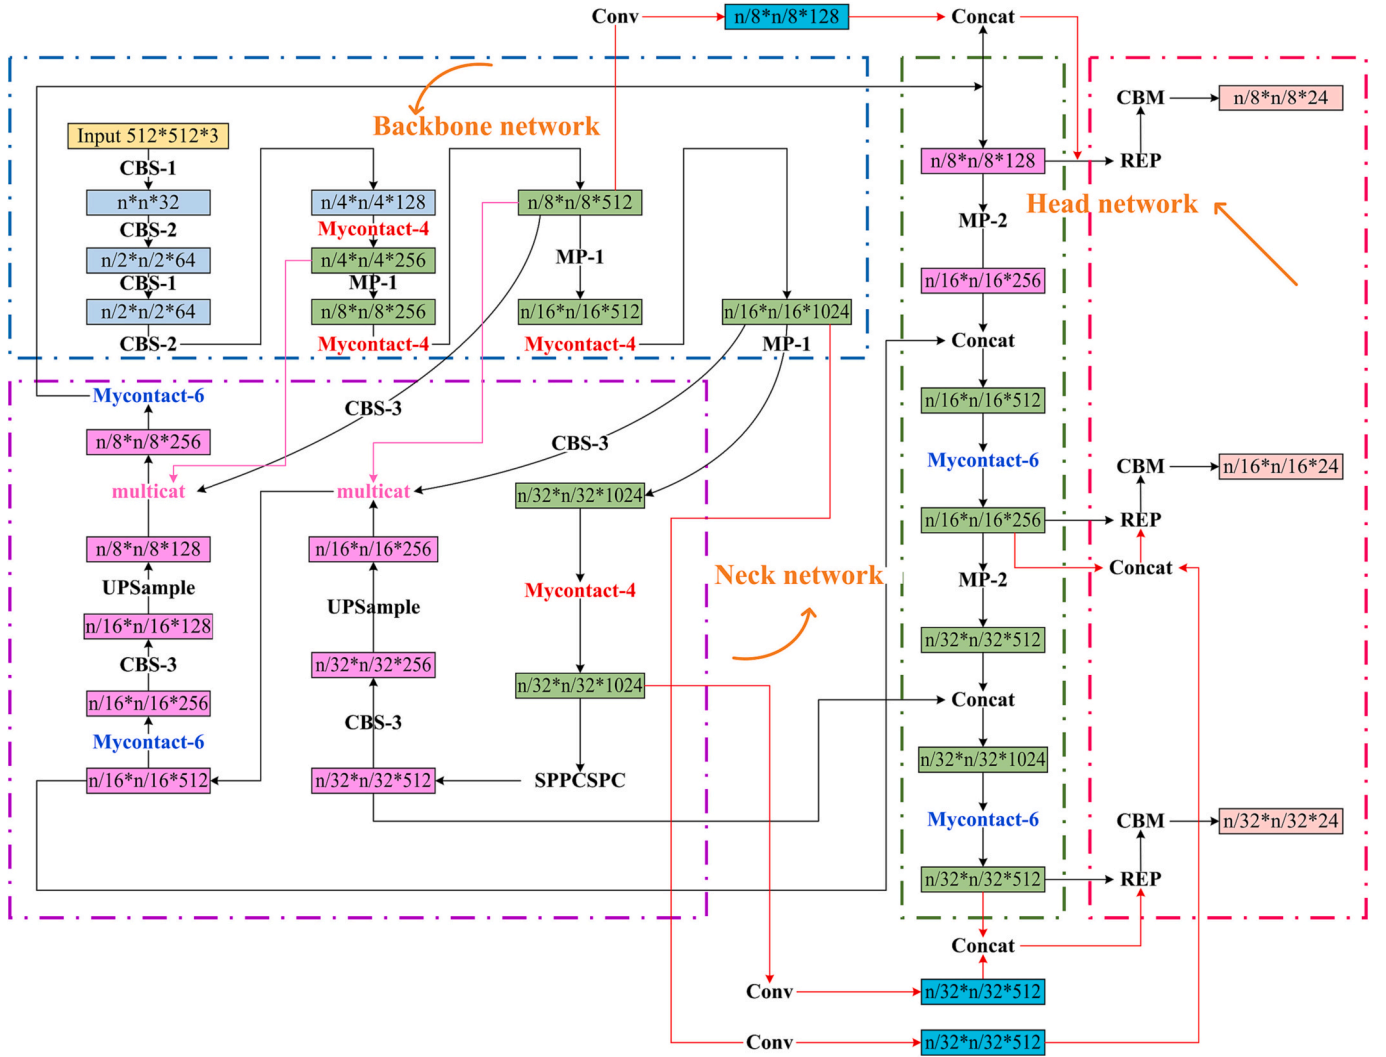 Conv
n/8*n/8*128
Concat
Backbone network
Input 512*512*3
CBS-1
n*n*32
CBS-2
n/2*n/2*64
CBS-1
n/2*n/2*64
CBS-2
n/4*n/4*128
Mycontact-4
n/4*n/4*256
MP-1
n/8*n/8*256
Mycontact-4
n/8*n/8*512
MP-1
n/16*n/16*512
Mycontact-4
n/16*n/16*1024
MP-1
Mycontact-6
n/8*n/8*256
multicat
n/8*n/8*128
UPSample
n/16*n/16*128
CBS-3
n/16*n/16*256
Mycontact-6
n/16*n/16*512
CBS-3
multicat
n/16*n/16*256
UPSample
n/32*n/32*256
CBS-3
n/32*n/32*512
CBS-3
n/32*n/32*1024
Mycontact-4
n/32*n/32*1024
SPPCSPC
Neck network
n/8*n/8*128
MP-2
n/16*n/16*256
Concat
n/16*n/16*512
Mycontact-6
n/16*n/16*256
MP-2
n/32*n/32*512
Concat
n/32*n/32*1024
Mycontact-6
n/32*n/32*512
Concat
Conv
n/32*n/32*512
Conv
n/32*n/32*512
CBM
n/8*n/8*24
REP
Head network
CBM
n/16*n/16*24
REP
Concat
CBM
n/32*n/32*24
REP